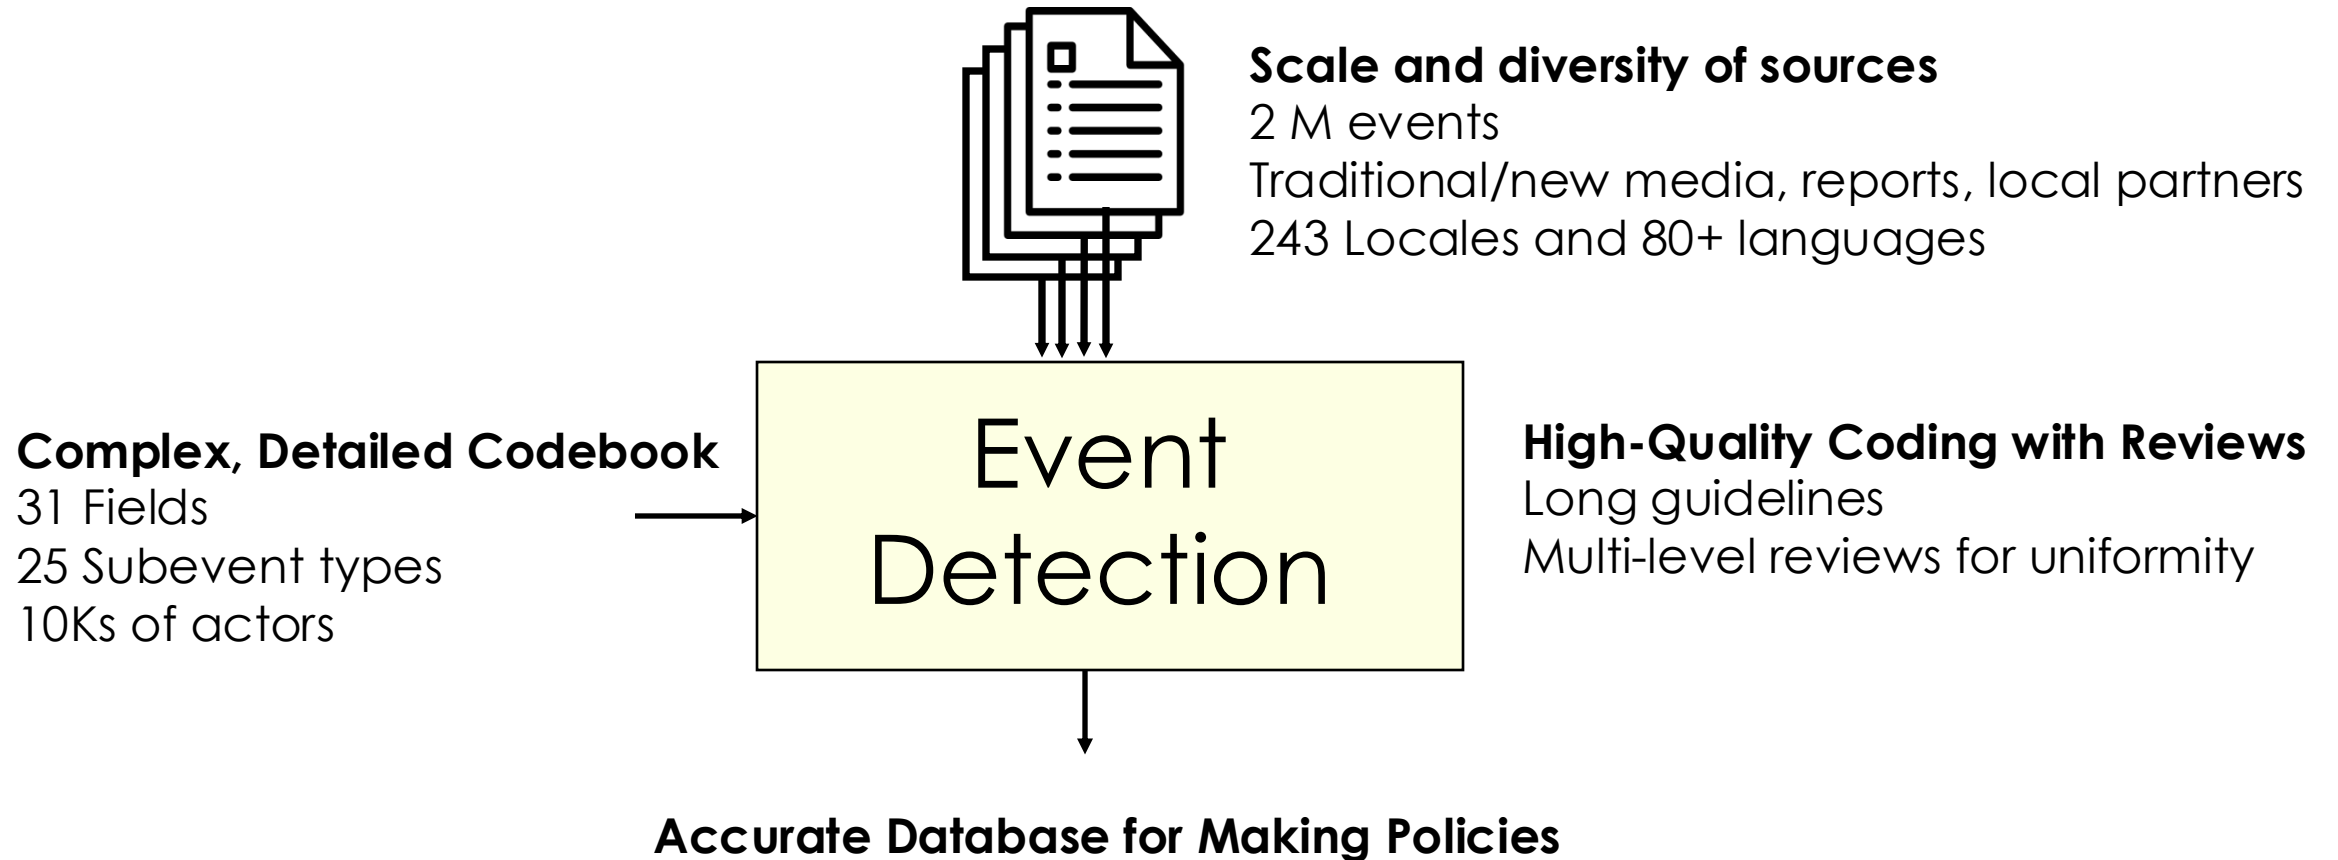 Scale and diversity of sources
2 M events
Traditional/new media, reports, local partners
243 Locales and 80+ languages
Complex, Detailed Codebook
31 Fields
25 Subevent types
10Ks of actors
Event
Detection
High-Quality Coding with Reviews
Long guidelines
Multi-level reviews for uniformity
Accurate Database for Making Policies